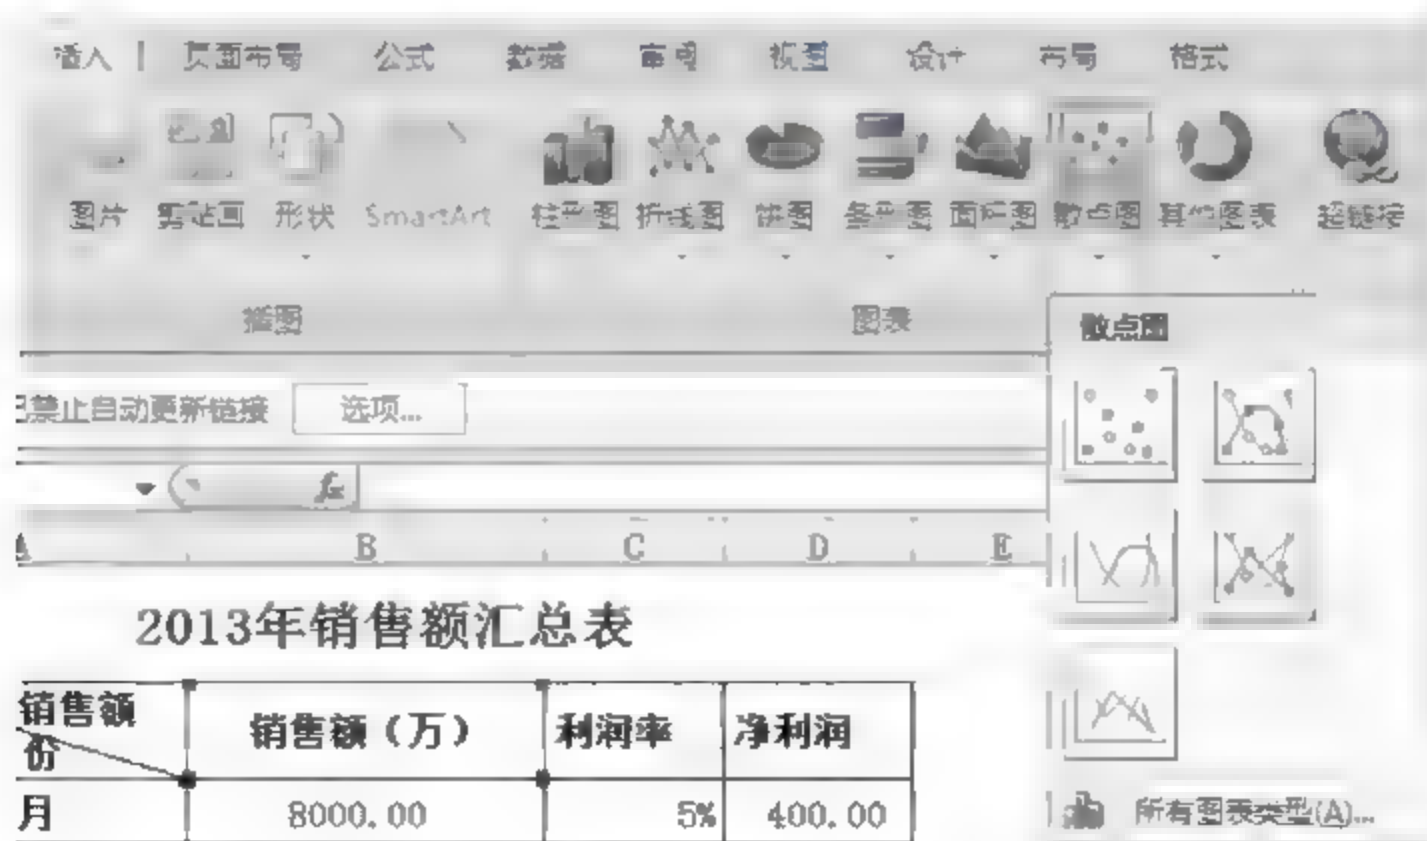 插入 页面布局 公式 数据 审阅 视图 设计 布局 格式
图片 剪贴画 形状 SmartArt 柱形图 折线图 饼图 条形图 面积图 散点图 其他图表 超链接
插图 图表
散点图
已禁止自动更新链接 选项...
fx
A B C D E
2013年销售额汇总表
销售额 销售额（万） 利润率 净利润
份
月 8000.00 5% 400.00
所有图表类型(A)...